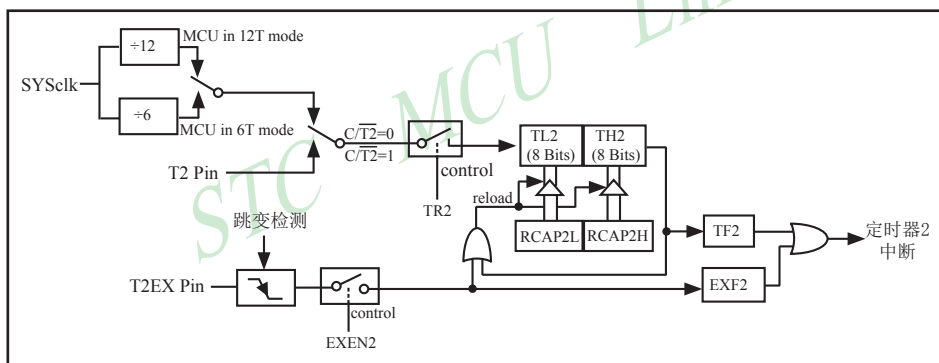 MCU in 12T mode
÷12
SYSclk
÷6
MCU in 6T mode
C/T2=0
C/T2=1
T2 Pin
control
TR2
TL2
(8 Bits)
TH2
(8 Bits)
reload
RCAP2L
RCAP2H
跳变检测
T2EX Pin
control
EXEN2
TF2
EXF2
定时器2
中断
STC MCU Lim